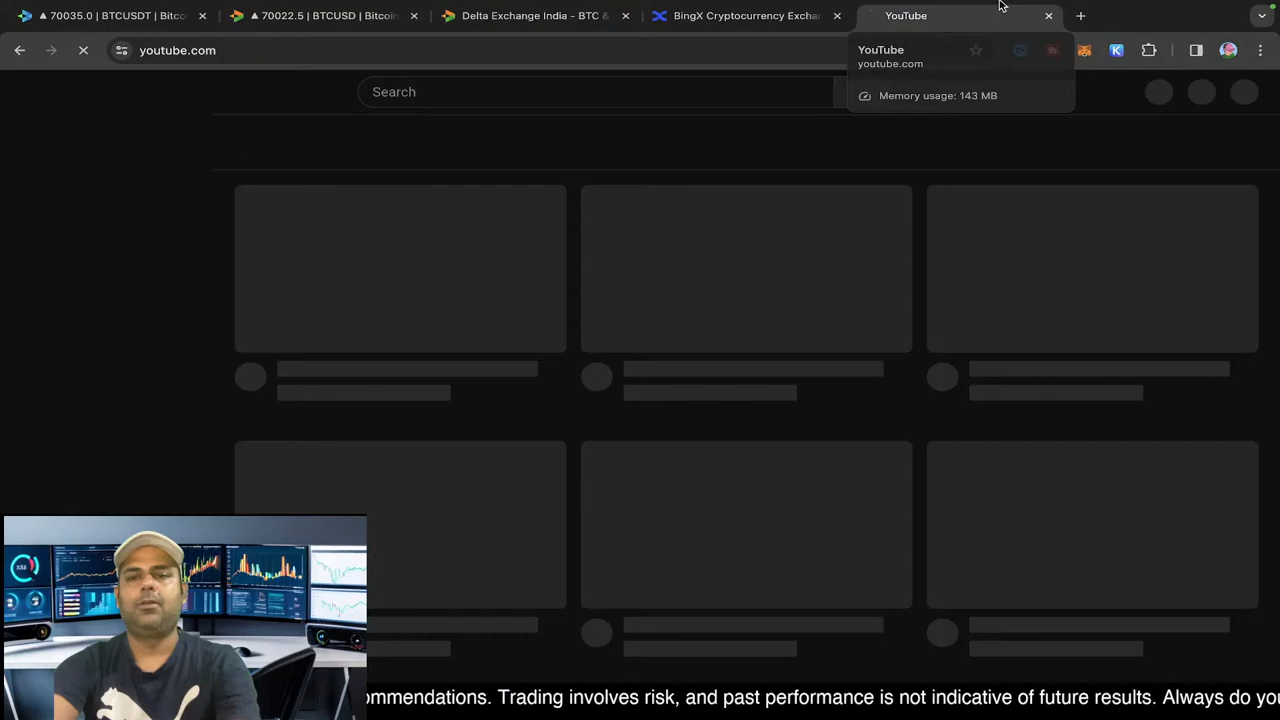 70035.0 | BTCUSDT | Bitco
70022.5 | BTCUSD | Bitcoin
Delta Exchange India - BTC &
BingX Cryptocurrency Exchar
YouTube
youtube.com
YouTube
youtube.com
Memory usage: 143 MB
Search
ommendations. Trading involves risk, and past performance is not indicative of future results. Always do you